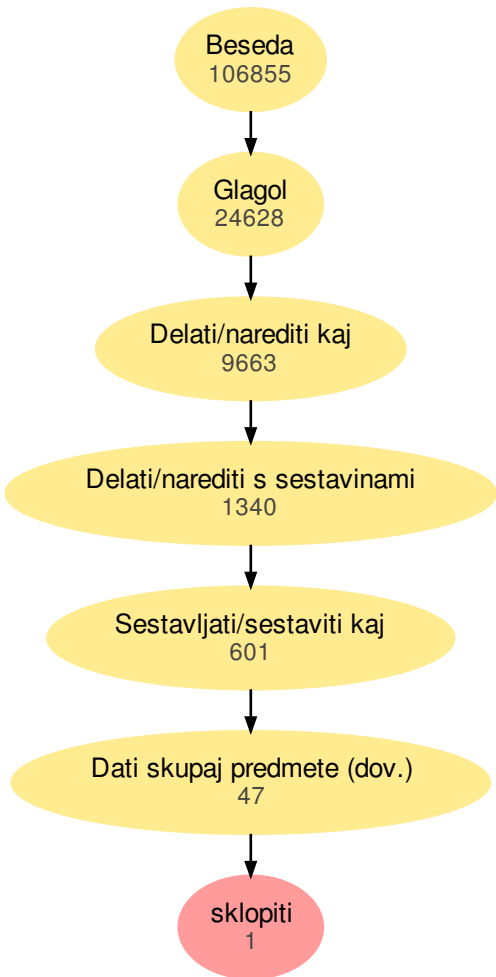 Beseda
106855
Glagol
24628
Delati/narediti kaj
9663
Delati/narediti s sestavinami
1340
Sestavljati/sestaviti kaj
601
Dati skupaj predmete (dov.)
47
sklopiti
1